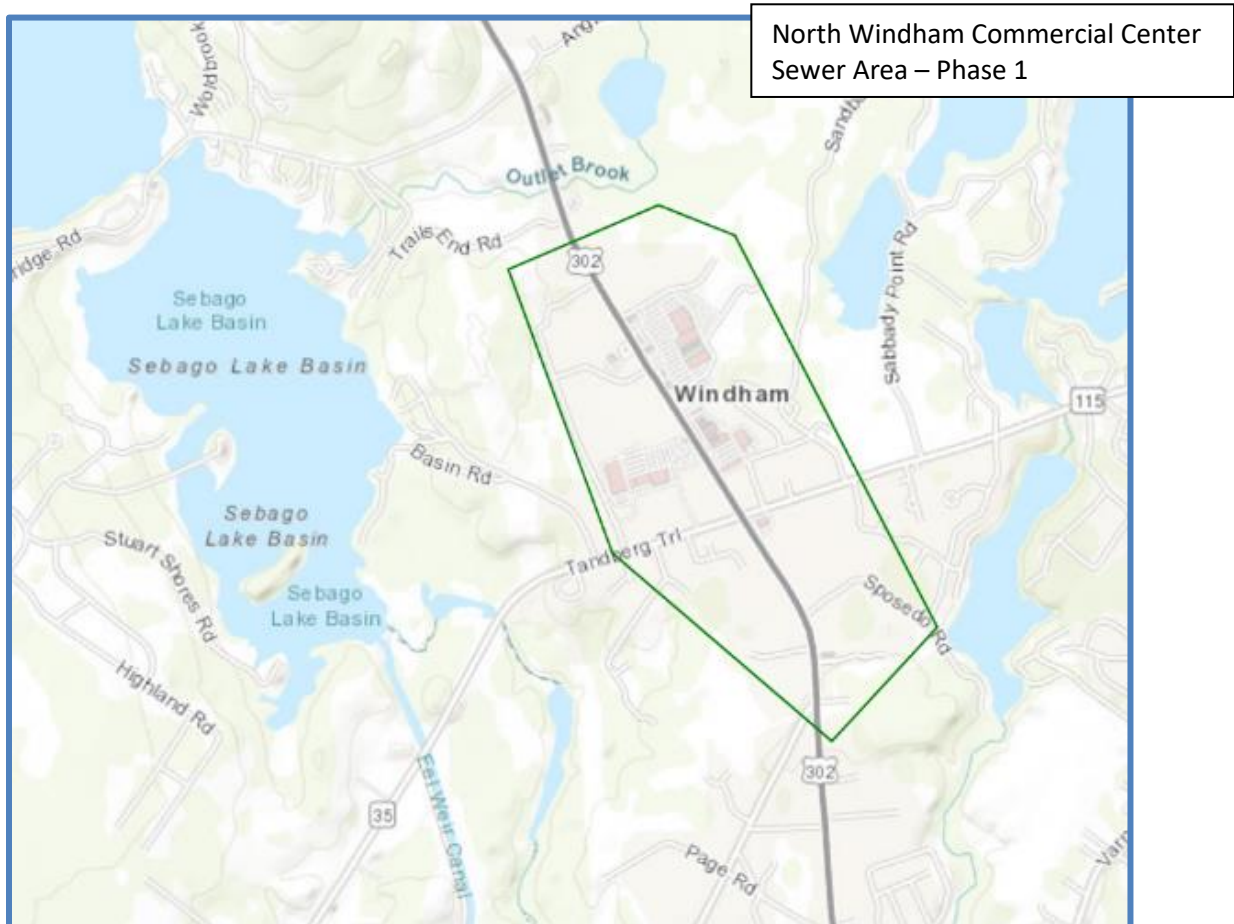 North Windham Commercial Center
Sewer Area – Phase 1
Wolfbrook
Outlet Brook
Trails End Rd
302
Sabbady Point Rd
Sebago
Lake Basin
Sebago Lake Basin
Windham
115
Basin Rd
Sebago
Lake Basin
Stuart Shores Rd
Tandberg Trl
Sebago
Lake Basin
Sposedo Rd
Highland Rd
Eel Weir Canal
302
35
Page Rd